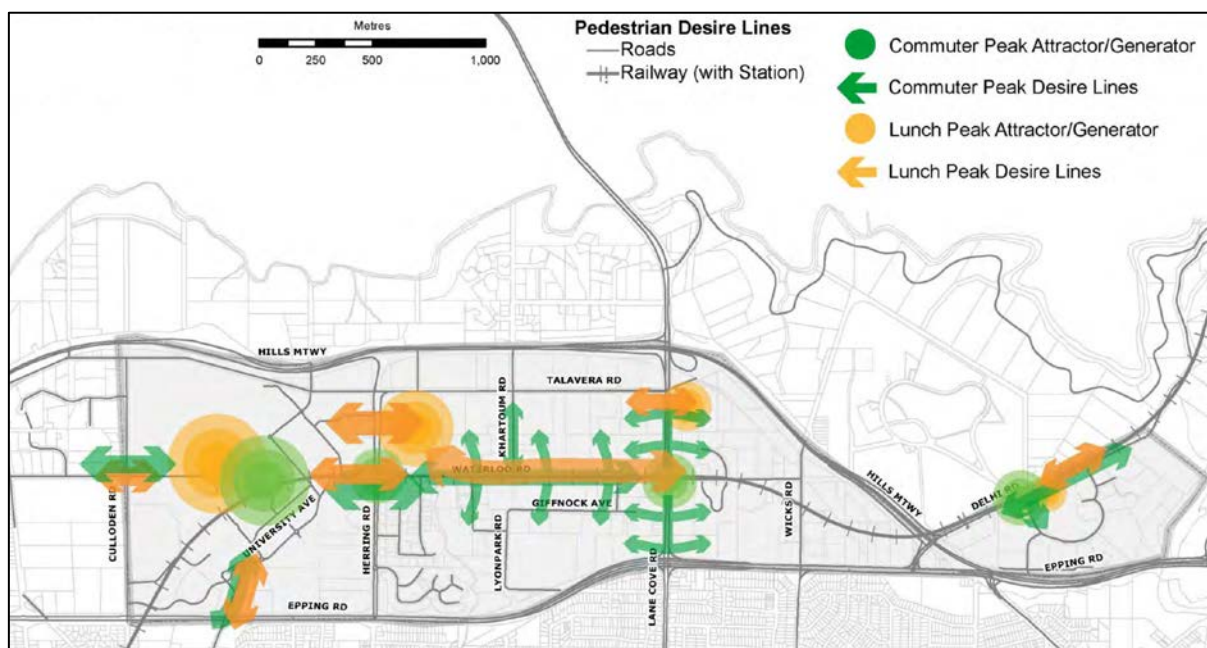 Metres
0 250 500 1,000
Pedestrian Desire Lines
Roads
Railway (with Station)
Commuter Peak Attractor/Generator
Commuter Peak Desire Lines
Lunch Peak Attractor/Generator
Lunch Peak Desire Lines
HILLS MTWY
TALAVERA RD
KHARTOUM RD
WATERLOO RD
GIFFNOCK AVE
CULLODEN RD
UNIVERSITY AVE
HERRING RD
LYONPARK RD
LANE COVE RD
WICKS RD
HILLS MTWY
DELHI RD
EPPING RD
EPPING RD